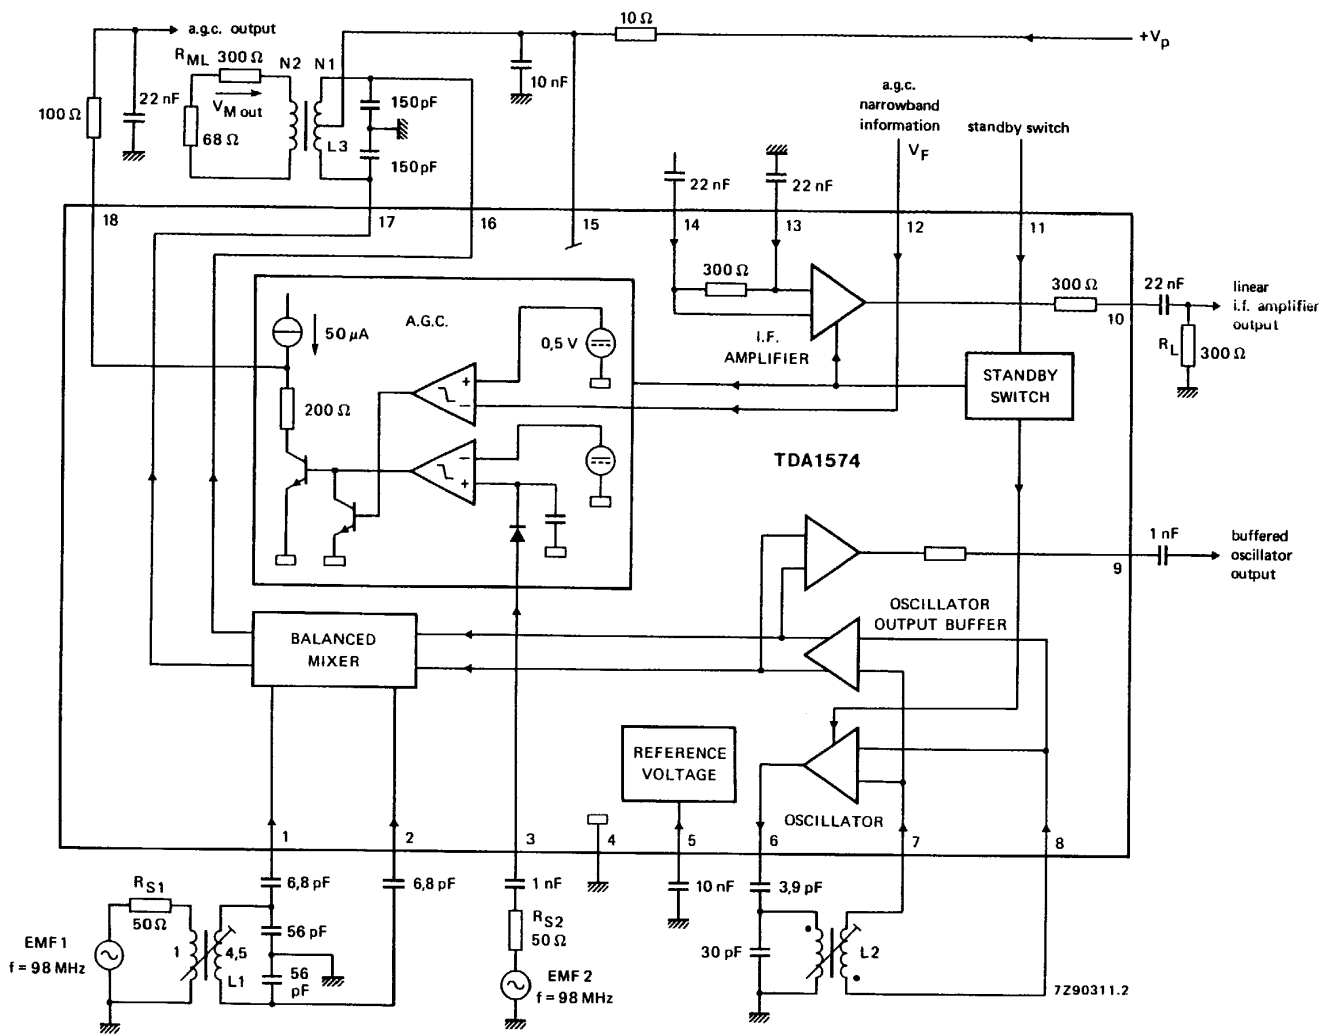 a.g.c. output
10 Ω
+Vp
RML 300 Ω
N2 N1
VM out
100 Ω
22 nF
68 Ω
L3
150 pF
150 pF
10 nF
a.g.c.
narrowband
information
VF
standby switch
22 nF
22 nF
18
17
16
15
14
13
12
11
50 µA
A.G.C.
0,5 V
200 Ω
300 Ω
I.F.
AMPLIFIER
300 Ω
10
22 nF
linear
i.f. amplifier
output
RL
300 Ω
STANDBY
SWITCH
TDA1574
1 nF
buffered
oscillator
output
9
OSCILLATOR
OUTPUT BUFFER
BALANCED
MIXER
REFERENCE
VOLTAGE
OSCILLATOR
1
2
3
4
5
6
7
8
RS1
50 Ω
EMF 1
f = 98 MHz
1
4,5
L1
6,8 pF
56 pF
56
pF
6,8 pF
1 nF
RS2
50 Ω
EMF 2
f = 98 MHz
10 nF
3,9 pF
30 pF
L2
7Z90311.2